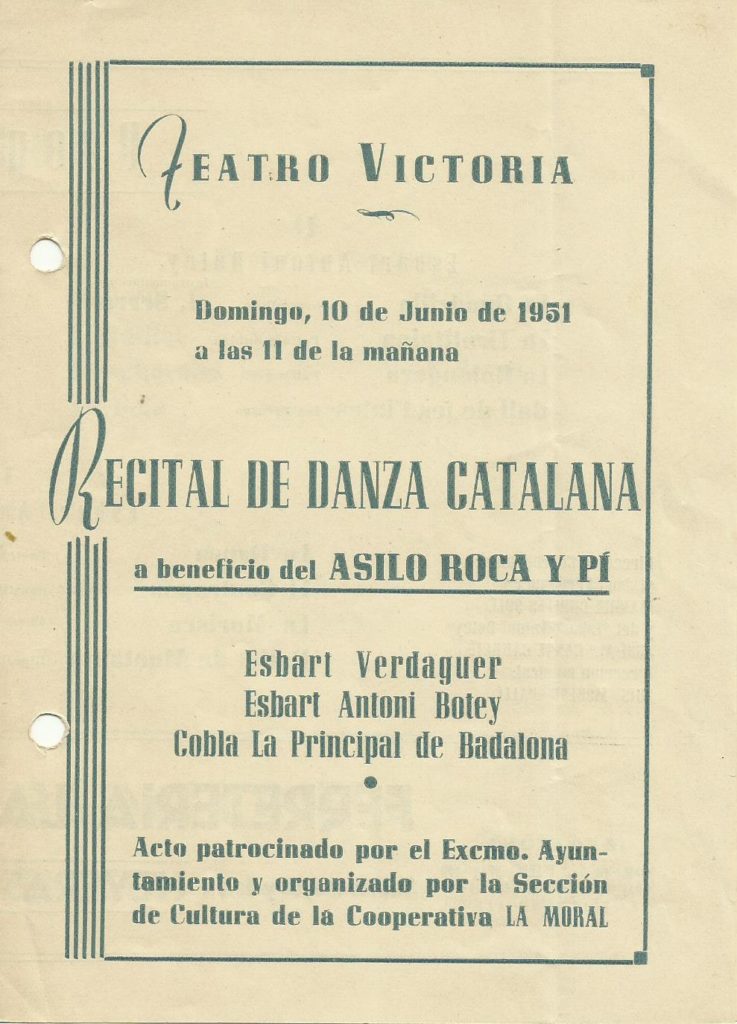 TEATRO VICTORIA
Domingo, 10 de Junio de 1951
a las 11 de la mañana
RECITAL DE DANZA CATALANA
a beneficio del ASILO ROCA Y PÍ
Esbart Verdaguer
Esbart Antoni Botey
Cobla La Principal de Badalona
Acto patrocinado por el Excmo. Ayun-
tamiento y organizado por la Sección
de Cultura de la Cooperativa LA MORAL